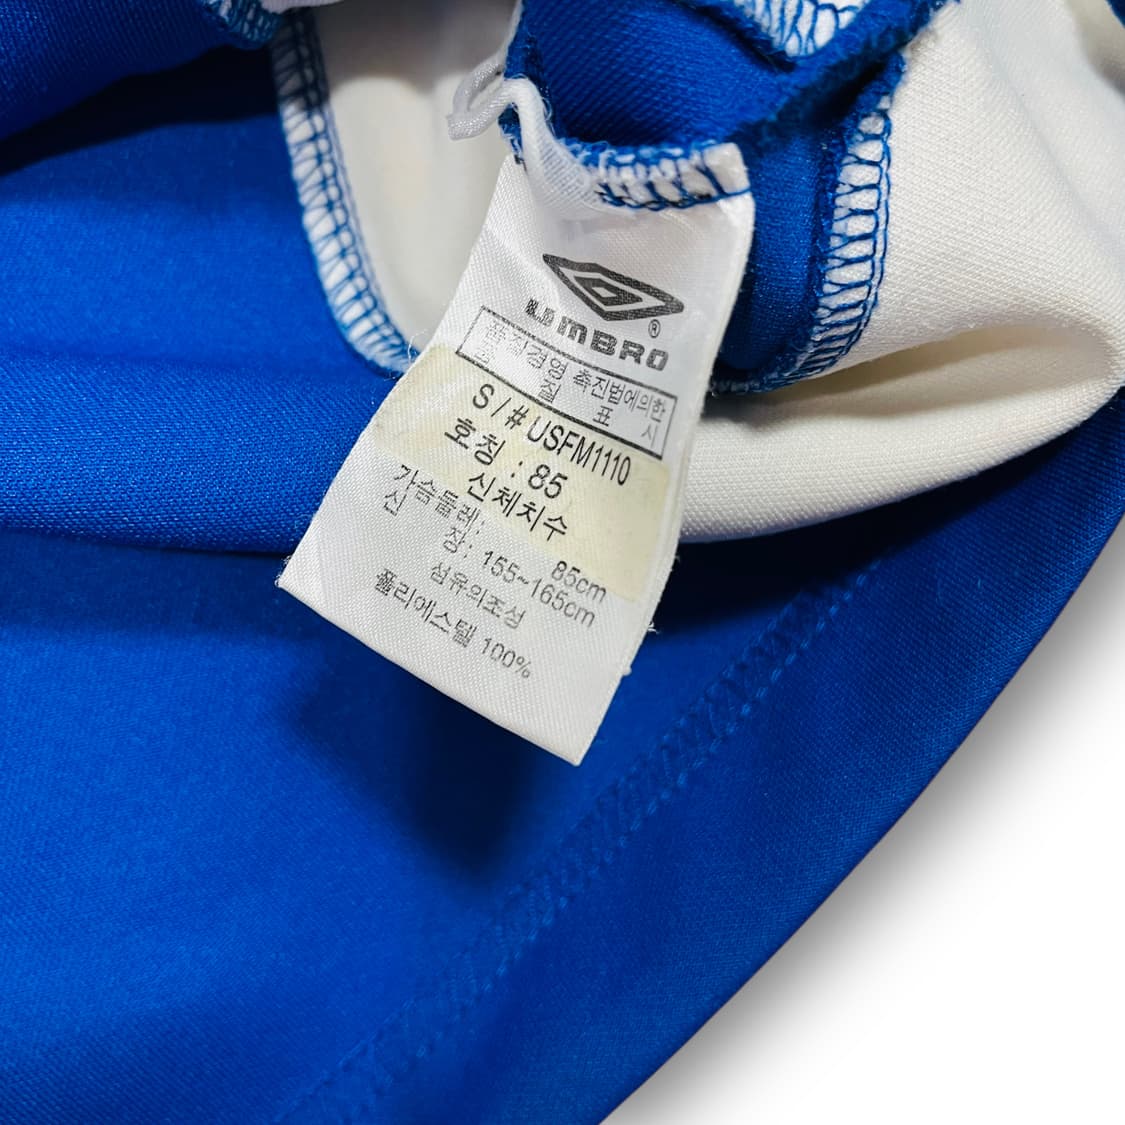 UMBRO®
품질경영 촉진법에의한
품 질 표 시
S/# USFM1110
호칭 : 85
신체치수
가슴둘레: 85cm
신 장: 155~165cm
섬유의조성
폴리에스텔 100%